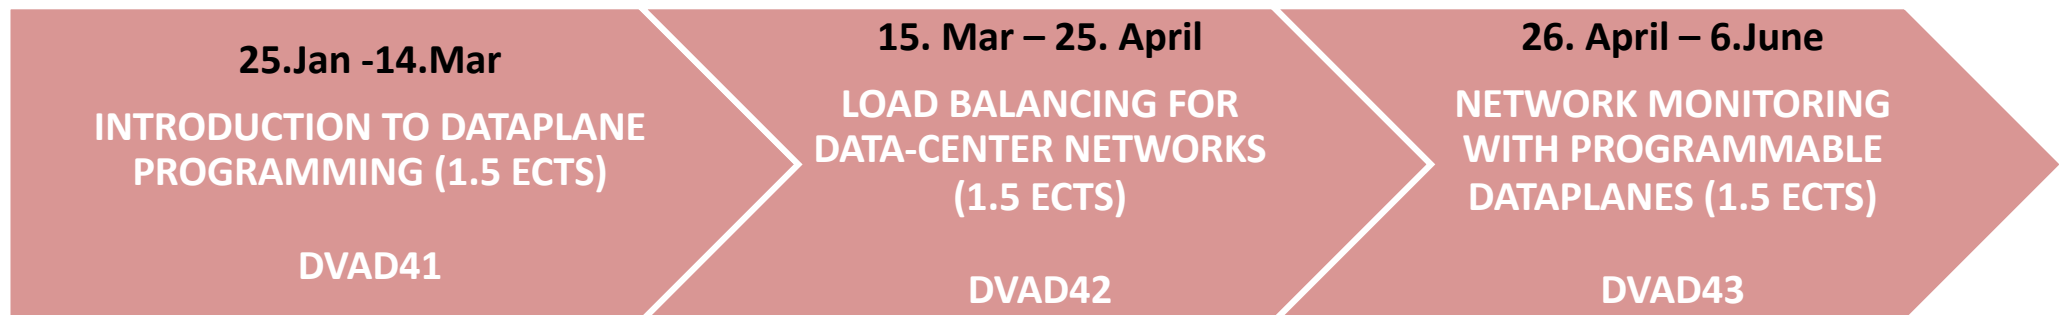 25.Jan -14.Mar
INTRODUCTION TO DATAPLANE
PROGRAMMING (1.5 ECTS)
DVAD41
15. Mar – 25. April
LOAD BALANCING FOR
DATA-CENTER NETWORKS
(1.5 ECTS)
DVAD42
26. April – 6.June
NETWORK MONITORING
WITH PROGRAMMABLE
DATAPLANES (1.5 ECTS)
DVAD43